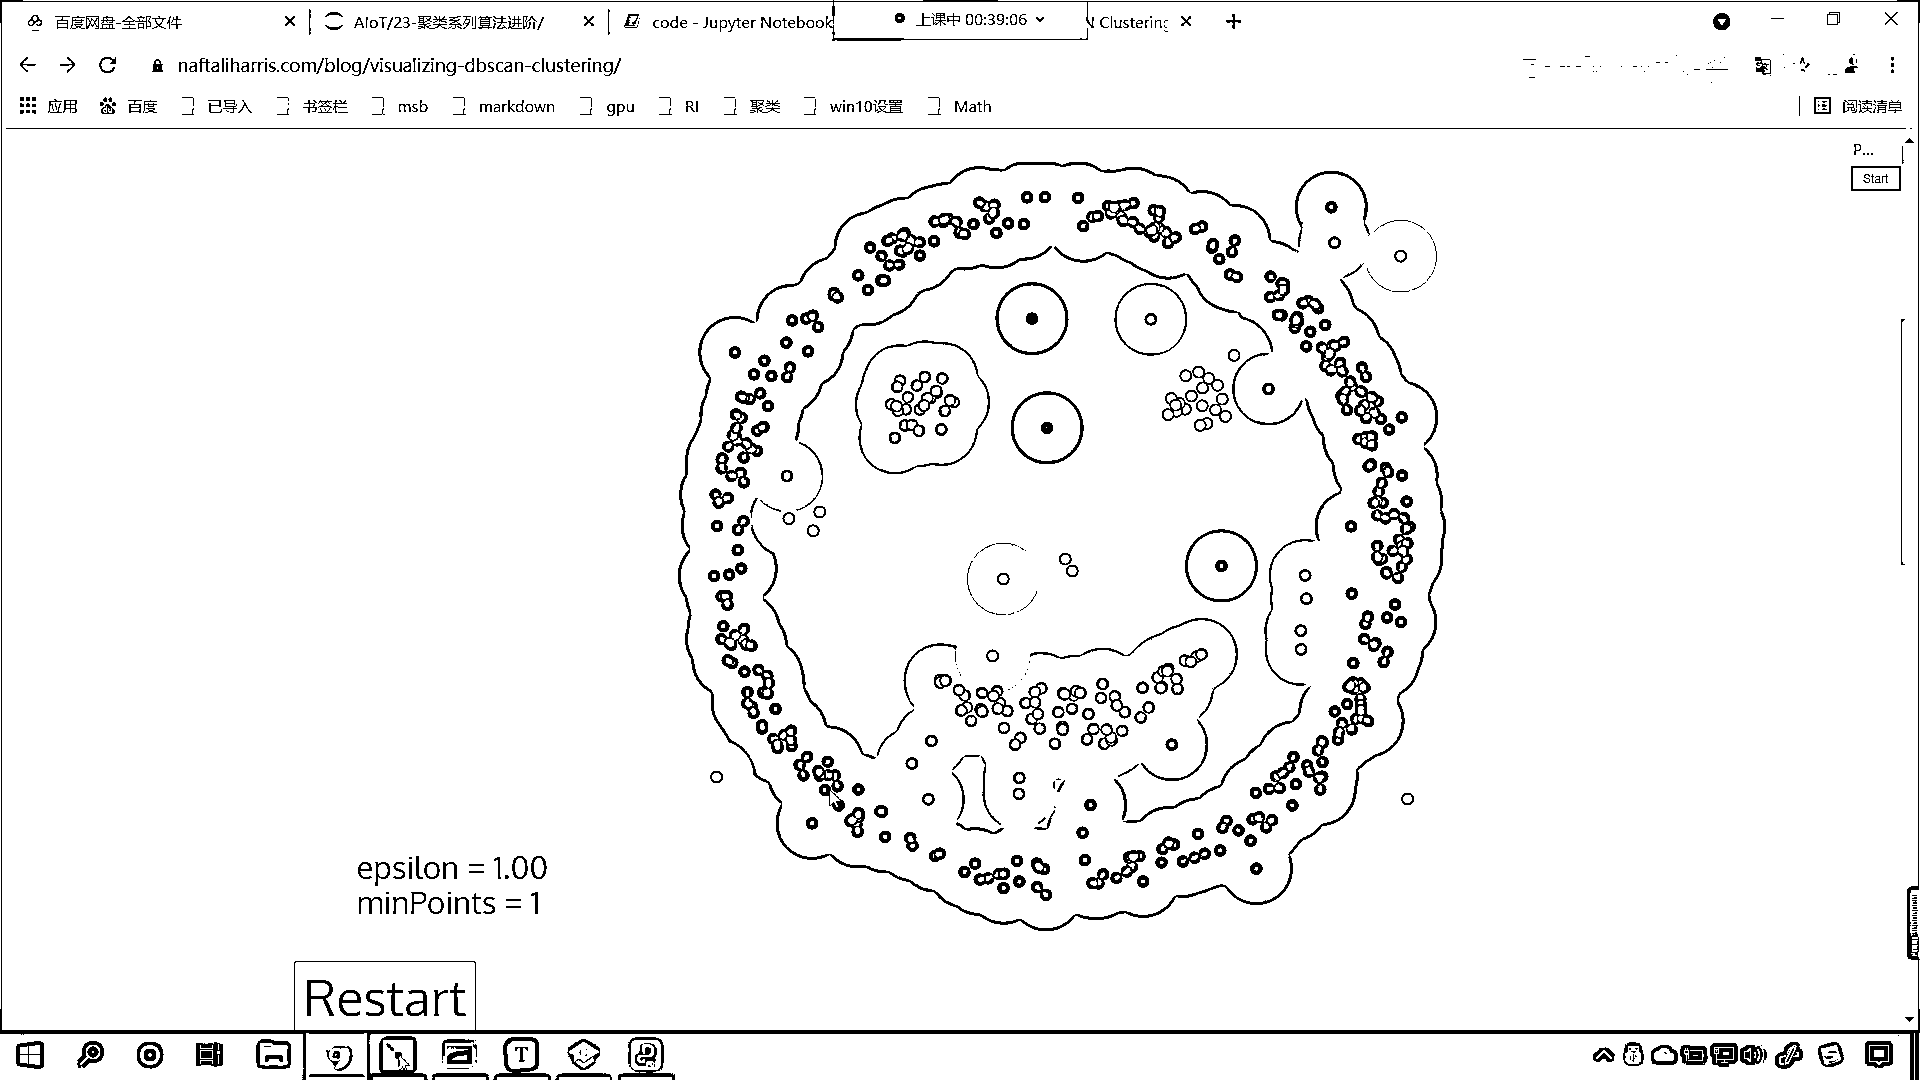 百度网盘-全部文件
AIoT/23-聚类系列算法进阶/
code - Jupyter Notebook
上课中 00:39:06
Clustering
naftaliharris.com/blog/visualizing-dbscan-clustering/
应用 百度 已导入 书签栏 msb markdown gpu RI 聚类 win10设置 Math 阅读清单
P...
Start
epsilon = 1.00
minPoints = 1
Restart